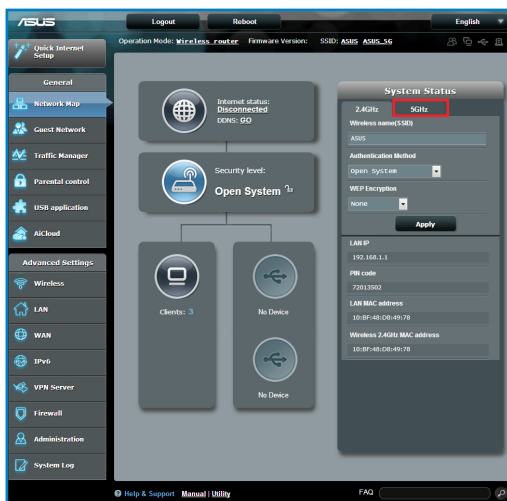 ASUS
Logout
Reboot
English
Quick Internet
Setup
Operation Mode: Wireless router Firmware Version: SSID: ASUS ASUS_5G
General
Network Map
Guest Network
Traffic Manager
Parental control
USB application
AiCloud
Advanced Settings
Wireless
LAN
WAN
IPv6
VPN Server
Firewall
Administration
System Log
Internet status:
Disconnected
DDNS: GO
Security level:
Open System
Clients: 3
No Device
No Device
System Status
2.4GHz
5GHz
Wireless name(SSID)
ASUS
Authentication Method
Open System
WEP Encryption
None
Apply
LAN IP
192.168.1.1
PIN code
72013502
LAN MAC address
10:BF:48:D8:49:78
Wireless 2.4GHz MAC address
10:BF:48:D8:49:78
Help & Support Manual | Utility
FAQ